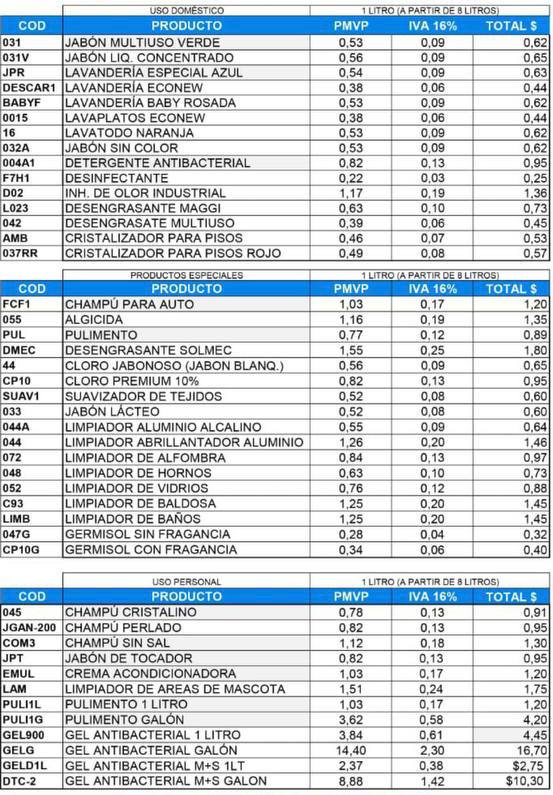 USO DOMÉSTICO 1 LITRO (A PARTIR DE 8 LITROS)
COD PRODUCTO PMVP IVA 16% TOTAL $
031 JABÓN MULTIUSO VERDE 0,53 0,09 0,62
031V JABÓN LIQ. CONCENTRADO 0,56 0,09 0,65
JPR LAVANDERÍA ESPECIAL AZUL 0,54 0,09 0,63
DESCAR1 LAVANDERÍA ECONEW 0,38 0,06 0,44
BABYF LAVANDERÍA BABY ROSADA 0,53 0,09 0,62
0015 LAVAPLATOS ECONEW 0,38 0,06 0,44
16 LAVATODO NARANJA 0,53 0,09 0,62
032A JABÓN SIN COLOR 0,53 0,09 0,62
004A1 DETERGENTE ANTIBACTERIAL 0,82 0,13 0,95
F7H1 DESINFECTANTE 0,22 0,03 0,25
D02 INH. DE OLOR INDUSTRIAL 1,17 0,19 1,36
L023 DESENGRASANTE MAGGI 0,63 0,10 0,73
042 DESENGRASATE MULTIUSO 0,39 0,06 0,45
AMB CRISTALIZADOR PARA PISOS 0,46 0,07 0,53
037RR CRISTALIZADOR PARA PISOS ROJO 0,49 0,08 0,57
PRODUCTOS ESPECIALES 1 LITRO (A PARTIR DE 8 LITROS)
COD PRODUCTO PMVP IVA 16% TOTAL $
FCF1 CHAMPÚ PARA AUTO 1,03 0,17 1,20
055 ALGICIDA 1,16 0,19 1,35
PUL PULIMENTO 0,77 0,12 0,89
DMEC DESENGRASANTE SOLMEC 1,55 0,25 1,80
44 CLORO JABONOSO (JABON BLANQ.) 0,56 0,09 0,65
CP10 CLORO PREMIUM 10% 0,82 0,13 0,95
SUAV1 SUAVIZADOR DE TEJIDOS 0,52 0,08 0,60
033 JABÓN LÁCTEO 0,52 0,08 0,60
044A LIMPIADOR ALUMINIO ALCALINO 0,55 0,09 0,64
044 LIMPIADOR ABRILLANTADOR ALUMINIO 1,26 0,20 1,46
072 LIMPIADOR DE ALFOMBRA 0,84 0,13 0,97
048 LIMPIADOR DE HORNOS 0,63 0,10 0,73
052 LIMPIADOR DE VIDRIOS 0,76 0,12 0,88
C93 LIMPIADOR DE BALDOSA 1,25 0,20 1,45
LIMB LIMPIADOR DE BAÑOS 1,25 0,20 1,45
047G GERMISOL SIN FRAGANCIA 0,28 0,04 0,32
CP10G GERMISOL CON FRAGANCIA 0,34 0,06 0,40
USO PERSONAL 1 LITRO (A PARTIR DE 8 LITROS)
COD PRODUCTO PMVP IVA 16% TOTAL $
045 CHAMPÚ CRISTALINO 0,78 0,13 0,91
JGAN-200 CHAMPÚ PERLADO 0,82 0,13 0,95
COM3 CHAMPÚ SIN SAL 1,12 0,18 1,30
JPT JABÓN DE TOCADOR 0,82 0,13 0,95
EMUL CREMA ACONDICIONADORA 1,03 0,17 1,20
LAM LIMPIADOR DE AREAS DE MASCOTA 1,51 0,24 1,75
PULI1L PULIMENTO 1 LITRO 1,03 0,17 1,20
PULI1G PULIMENTO GALÓN 3,62 0,58 4,20
GEL900 GEL ANTIBACTERIAL 1 LITRO 3,84 0,61 4,45
GELG GEL ANTIBACTERIAL GALÓN 14,40 2,30 16,70
GELD1L GEL ANTIBACTERIAL M+S 1LT 2,37 0,38 $2,75
DTC-2 GEL ANTIBACTERIAL M+S GALON 8,88 1,42 $10,30